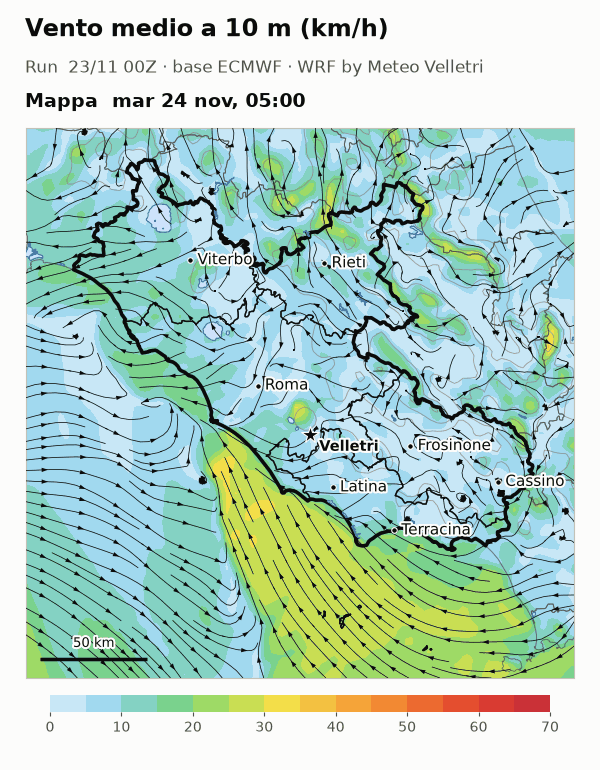 Vento medio a 10 m (km/h)
Run  23/11 00Z · base ECMWF · WRF by Meteo Velletri
Mappa  mar 24 nov, 05:00
Viterbo
Rieti
Roma
Velletri
Frosinone
Latina
Cassino
Terracina
50 km
0 10 20 30 40 50 60 70